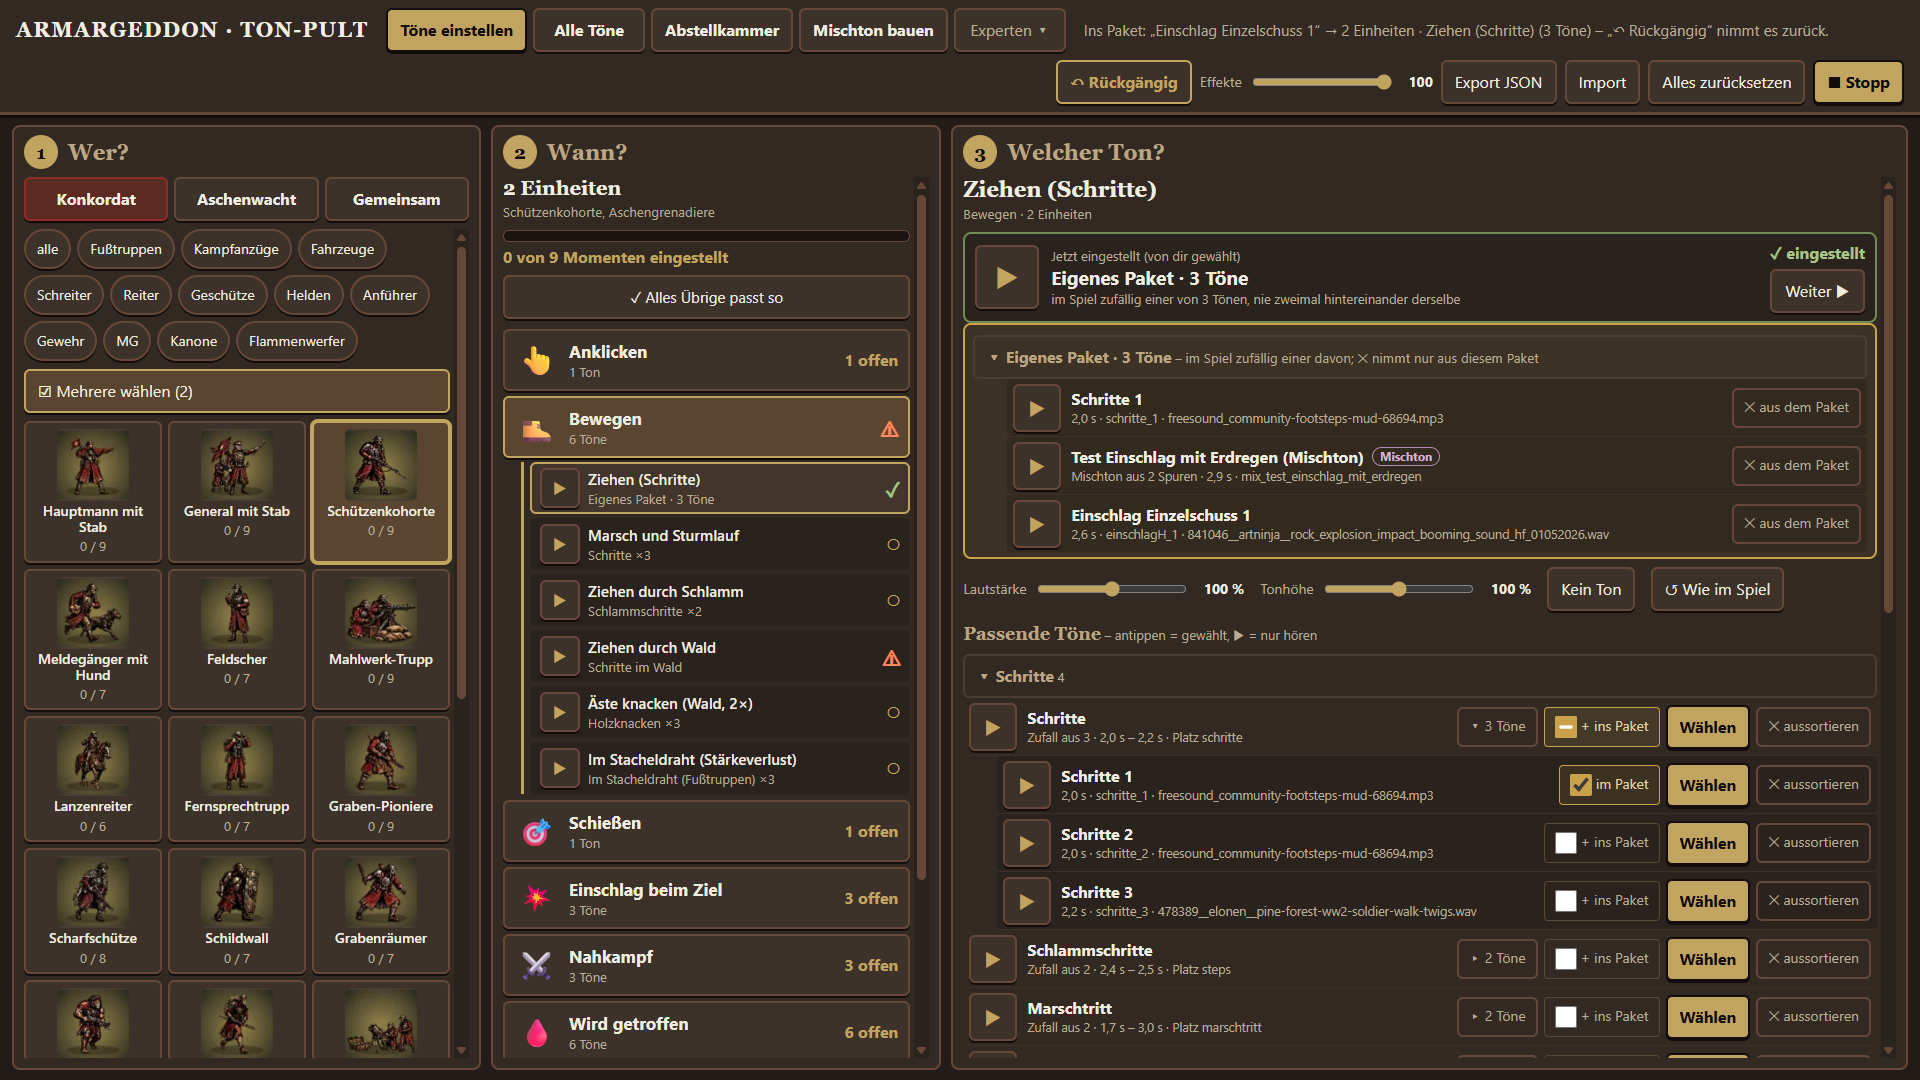 ARMARGEDDON · TON-PULT
Töne einstellen
Alle Töne
Abstellkammer
Mischton bauen
Experten ▾
Ins Paket: „Einschlag Einzelschuss 1“ → 2 Einheiten · Ziehen (Schritte) (3 Töne) – „↶ Rückgängig“ nimmt es zurück.
↶ Rückgängig
Effekte
100
Export JSON
Import
Alles zurücksetzen
■ Stopp
1 Wer?
Konkordat
Aschenwacht
Gemeinsam
alle
Fußtruppen
Kampfanzüge
Fahrzeuge
Schreiter
Reiter
Geschütze
Helden
Anführer
Gewehr
MG
Kanone
Flammenwerfer
☑ Mehrere wählen (2)
Hauptmann mit Stab
0 / 9
General mit Stab
0 / 9
Schützenkohorte
0 / 9
Meldegänger mit Hund
0 / 7
Feldscher
0 / 7
Mahlwerk-Trupp
0 / 9
Lanzenreiter
0 / 6
Fernsprechtrupp
0 / 7
Graben-Pioniere
0 / 9
Scharfschütze
0 / 8
Schildwall
0 / 7
Grabenräumer
0 / 7
2 Wann?
2 Einheiten
Schützenkohorte, Aschengrenadiere
0 von 9 Momenten eingestellt
✓ Alles Übrige passt so
Anklicken
1 Ton
1 offen
Bewegen
6 Töne
Ziehen (Schritte)
Eigenes Paket · 3 Töne
Marsch und Sturmlauf
Schritte ×3
Ziehen durch Schlamm
Schlammschritte ×2
Ziehen durch Wald
Schritte im Wald
Äste knacken (Wald, 2×)
Holzknacken ×3
Im Stacheldraht (Stärkeverlust)
Im Stacheldraht (Fußtruppen) ×3
Schießen
1 Ton
1 offen
Einschlag beim Ziel
3 Töne
3 offen
Nahkampf
3 Töne
3 offen
Wird getroffen
6 Töne
6 offen
3 Welcher Ton?
Ziehen (Schritte)
Bewegen · 2 Einheiten
Jetzt eingestellt (von dir gewählt)
Eigenes Paket · 3 Töne
im Spiel zufällig einer von 3 Tönen, nie zweimal hintereinander derselbe
✓ eingestellt
Weiter ▶
▾ Eigenes Paket · 3 Töne – im Spiel zufällig einer davon; ✕ nimmt nur aus diesem Paket
Schritte 1
2,0 s · schritte_1 · freesound_community-footsteps-mud-68694.mp3
✕ aus dem Paket
Test Einschlag mit Erdregen (Mischton) Mischton
Mischton aus 2 Spuren · 2,9 s · mix_test_einschlag_mit_erdregen
✕ aus dem Paket
Einschlag Einzelschuss 1
2,6 s · einschlagH_1 · 841046__artninja__rock_explosion_impact_booming_sound_hf_01052026.wav
✕ aus dem Paket
Lautstärke
100 %
Tonhöhe
100 %
Kein Ton
↺ Wie im Spiel
Passende Töne – antippen = gewählt, ▶ = nur hören
▾ Schritte 4
Schritte
Zufall aus 3 · 2,0 s – 2,2 s · Platz schritte
▾ 3 Töne
+ ins Paket
Wählen
✕ aussortieren
Schritte 1
2,0 s · schritte_1 · freesound_community-footsteps-mud-68694.mp3
im Paket
Wählen
✕ aussortieren
Schritte 2
2,0 s · schritte_2 · freesound_community-footsteps-mud-68694.mp3
+ ins Paket
Wählen
✕ aussortieren
Schritte 3
2,2 s · schritte_3 · 478389__elonen__pine-forest-ww2-soldier-walk-twigs.wav
+ ins Paket
Wählen
✕ aussortieren
Schlammschritte
Zufall aus 2 · 2,4 s – 2,5 s · Platz steps
▸ 2 Töne
+ ins Paket
Wählen
✕ aussortieren
Marschtritt
Zufall aus 2 · 1,7 s – 3,0 s · Platz marschtritt
▸ 2 Töne
+ ins Paket
Wählen
✕ aussortieren